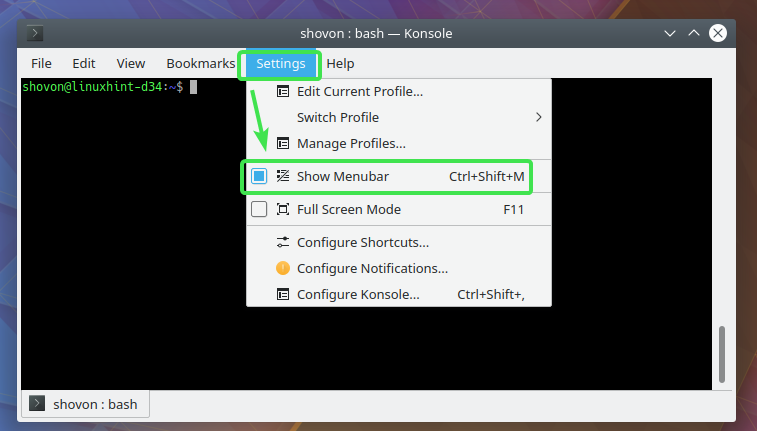 shovon : bash — Konsole
File Edit View Bookmarks Settings Help
shovon@linuxhint-d34:~$
Edit Current Profile...
Switch Profile
Manage Profiles...
Show Menubar Ctrl+Shift+M
Full Screen Mode F11
Configure Shortcuts...
Configure Notifications...
Configure Konsole... Ctrl+Shift+,
shovon : bash